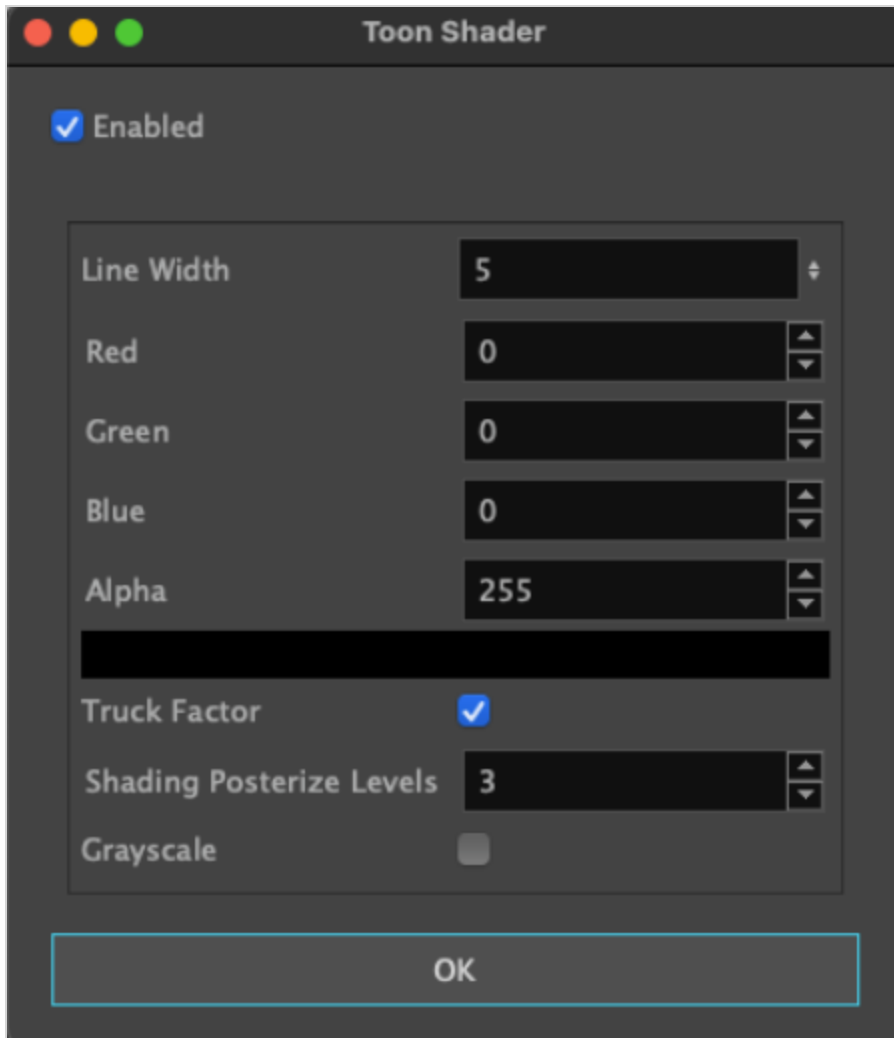 Toon Shader
Enabled
Line Width 5
Red 0
Green 0
Blue 0
Alpha 255
Truck Factor
Shading Posterize Levels 3
Grayscale
OK